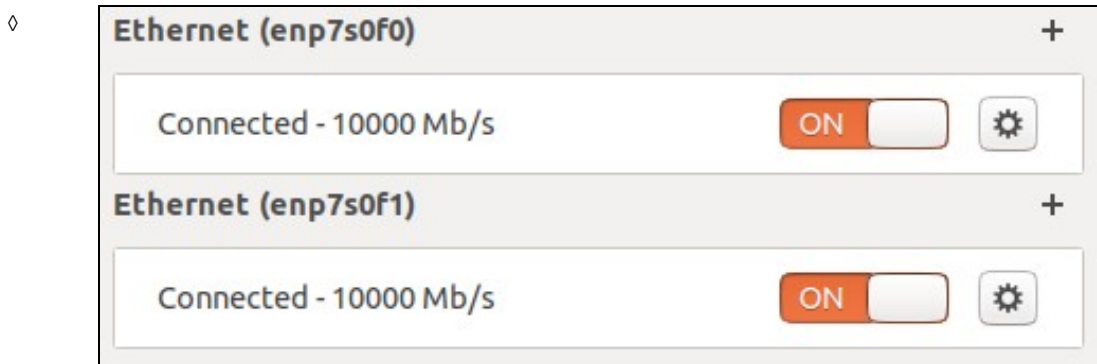 ◊
Ethernet (enp7s0f0) +
Connected - 10000 Mb/s ON
Ethernet (enp7s0f1) +
Connected - 10000 Mb/s ON